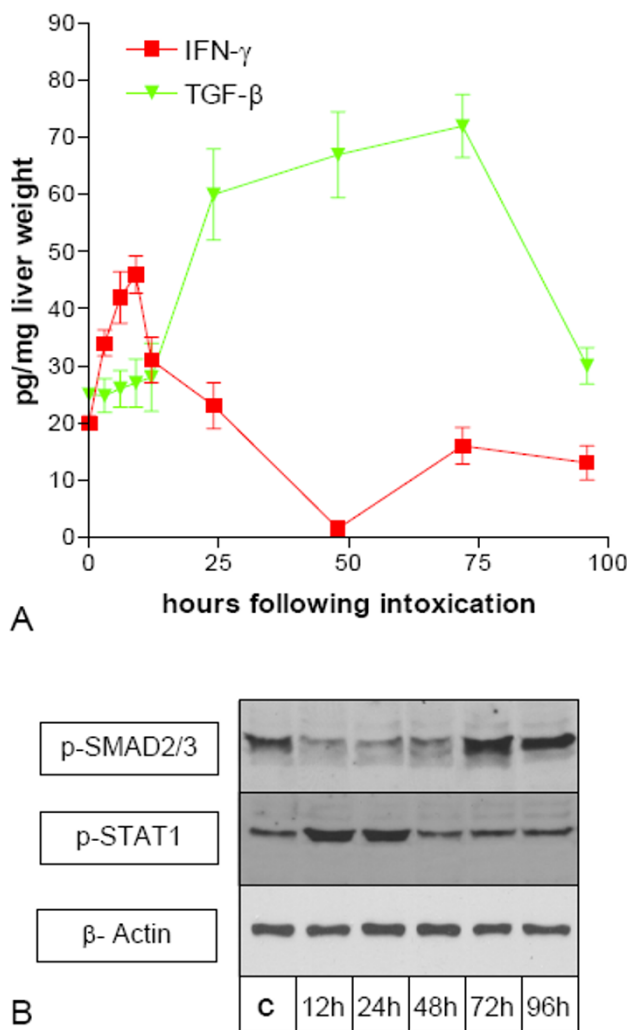 90
80
70
60
50
40
30
20
10
0
pg/mg liver weight
IFN-γ
TGF-β
0 25 50 75 100
hours following intoxication
A
p-SMAD2/3
p-STAT1
β- Actin
C 12h 24h 48h 72h 96h
B